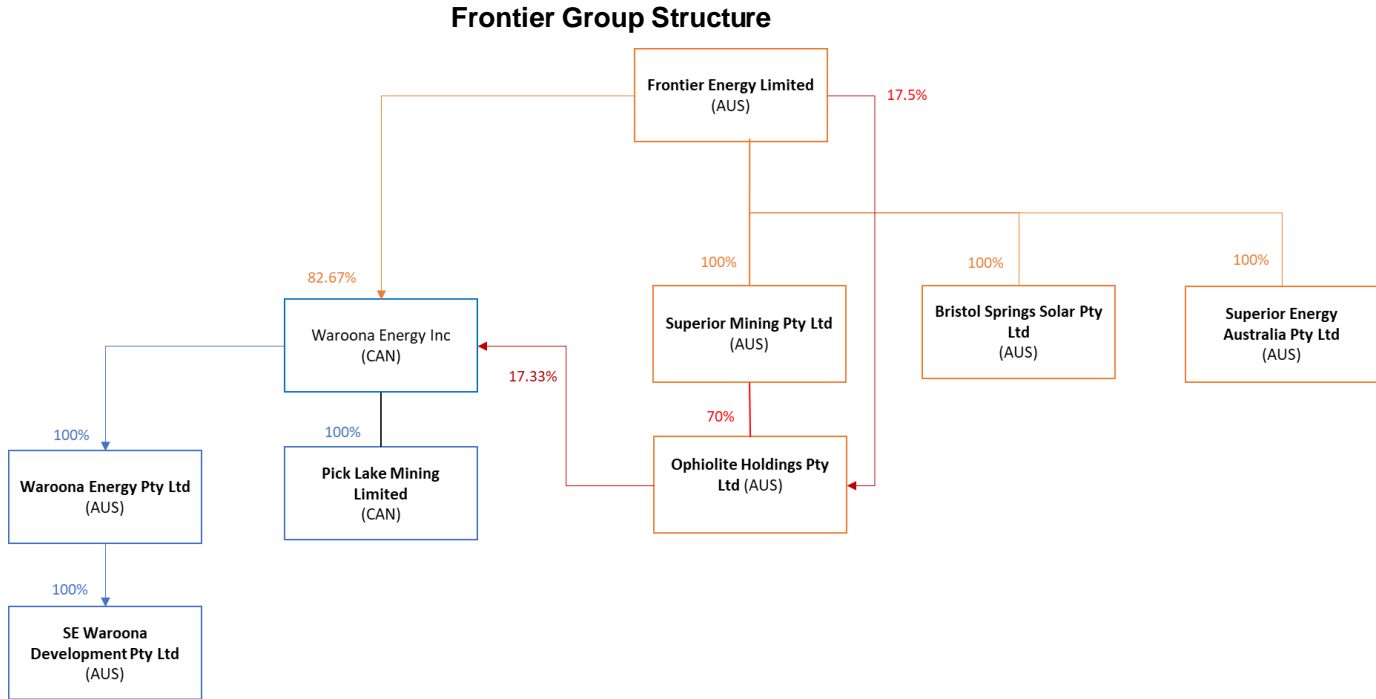 Frontier Group Structure
Frontier Energy Limited
(AUS)
17.5%
82.67%
100%
100%
100%
Waroona Energy Inc
(CAN)
Superior Mining Pty Ltd
(AUS)
Bristol Springs Solar Pty
Ltd
(AUS)
Superior Energy
Australia Pty Ltd
(AUS)
17.33%
70%
100%
100%
Waroona Energy Pty Ltd
(AUS)
Pick Lake Mining
Limited
(CAN)
Ophiolite Holdings Pty
Ltd (AUS)
100%
SE Waroona
Development Pty Ltd
(AUS)